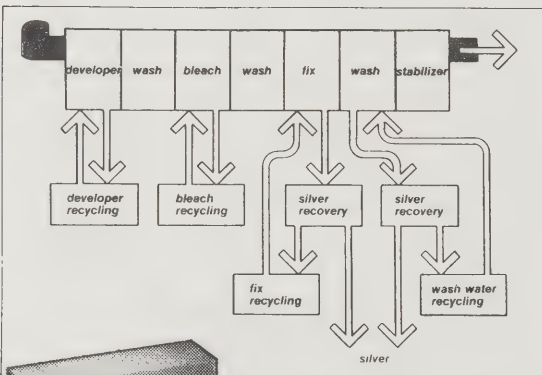 developer wash bleach wash fix wash stabilizer
developer
recycling
bleach
recycling
silver
recovery
silver
recovery
fix
recycling
wash water
recycling
silver